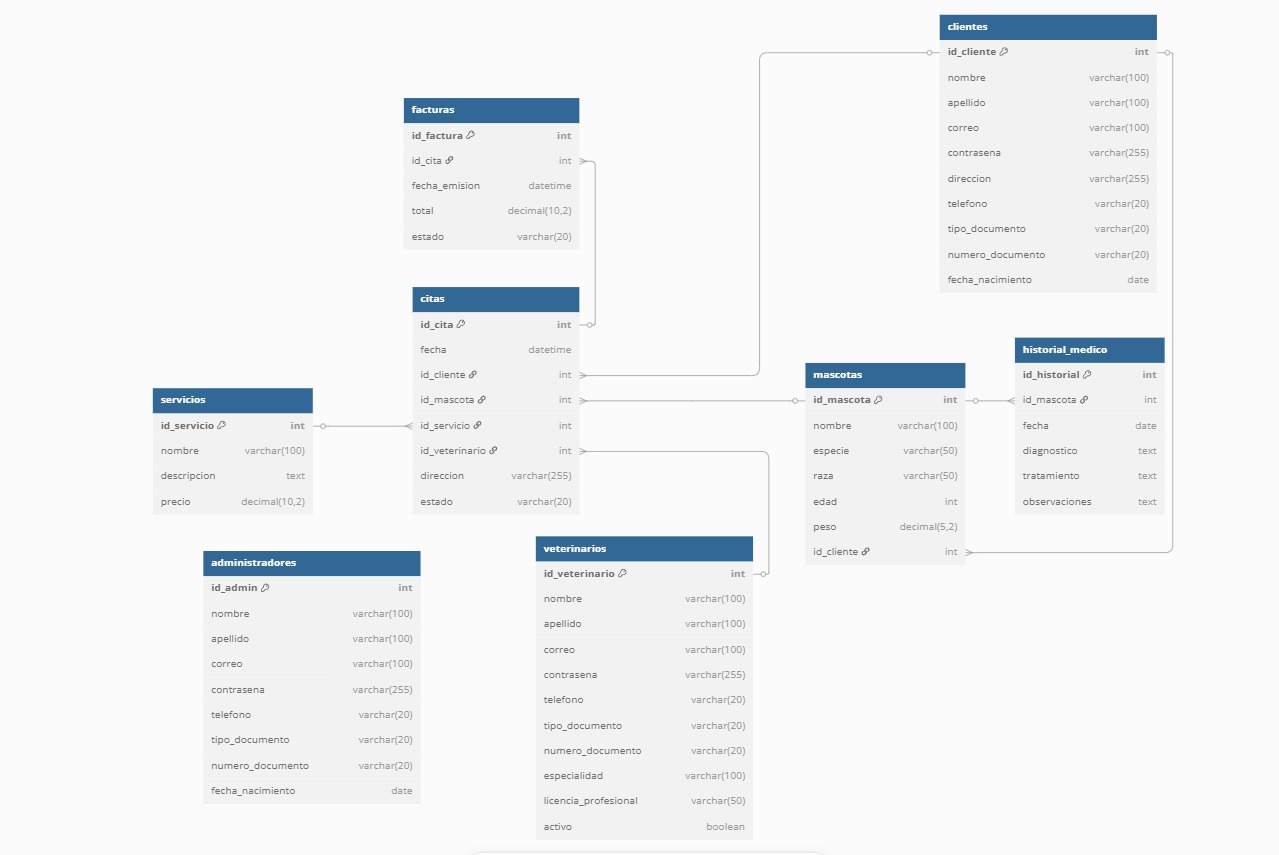 clientes
id_cliente int
nombre varchar(100)
apellido varchar(100)
correo varchar(100)
contrasena varchar(255)
direccion varchar(255)
telefono varchar(20)
tipo_documento varchar(20)
numero_documento varchar(20)
fecha_nacimiento date
facturas
id_factura int
id_cita int
fecha_emision datetime
total decimal(10,2)
estado varchar(20)
citas
id_cita int
fecha datetime
id_cliente int
id_mascota int
id_servicio int
id_veterinario int
direccion varchar(255)
estado varchar(20)
historial_medico
id_historial int
id_mascota int
fecha date
diagnostico text
tratamiento text
observaciones text
mascotas
id_mascota int
nombre varchar(100)
especie varchar(50)
raza varchar(50)
edad int
peso decimal(5,2)
id_cliente int
servicios
id_servicio int
nombre varchar(100)
descripcion text
precio decimal(10,2)
administradores
id_admin int
nombre varchar(100)
apellido varchar(100)
correo varchar(100)
contrasena varchar(255)
telefono varchar(20)
tipo_documento varchar(20)
numero_documento varchar(20)
fecha_nacimiento date
veterinarios
id_veterinario int
nombre varchar(100)
apellido varchar(100)
correo varchar(100)
contrasena varchar(255)
telefono varchar(20)
tipo_documento varchar(20)
numero_documento varchar(20)
especialidad varchar(100)
licencia_profesional varchar(50)
activo boolean